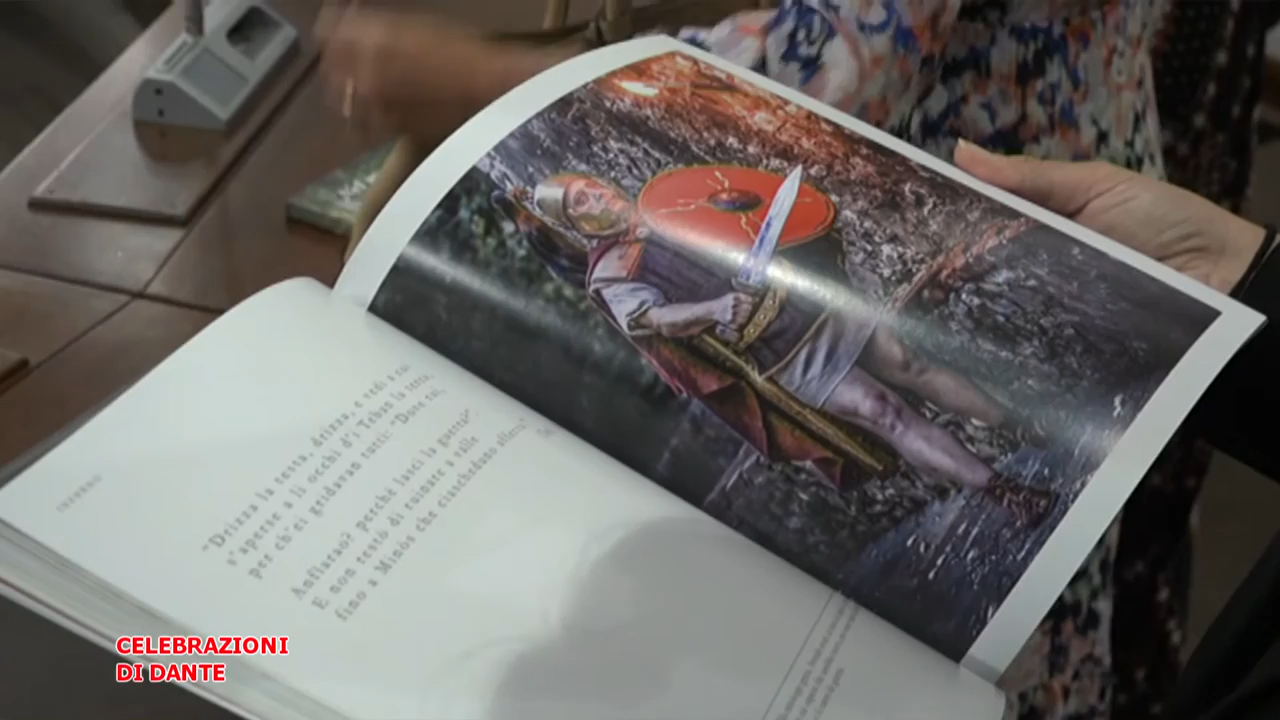 INFERNO
"Drizza la testa, drizza, e vedi a cui
s'aperse a li occhi d'i Teban la terra;
per ch'ei gridavan tutti: "Dove rui,
Anfiarao? perché lasci la guerra?"
E non restò di ruinare a valle
fino a Minòs che ciascheduno afferra"
CELEBRAZIONI
DI DANTE